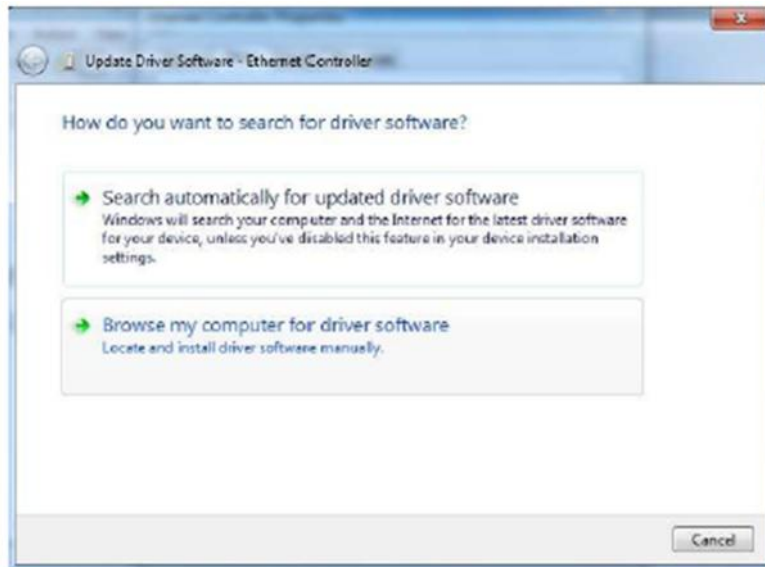 Update Driver Software - Ethernet Controller
How do you want to search for driver software?
Search automatically for updated driver software
Windows will search your computer and the Internet for the latest driver software
for your device, unless you've disabled this feature in your device installation
settings.
Browse my computer for driver software
Locate and install driver software manually.
Cancel